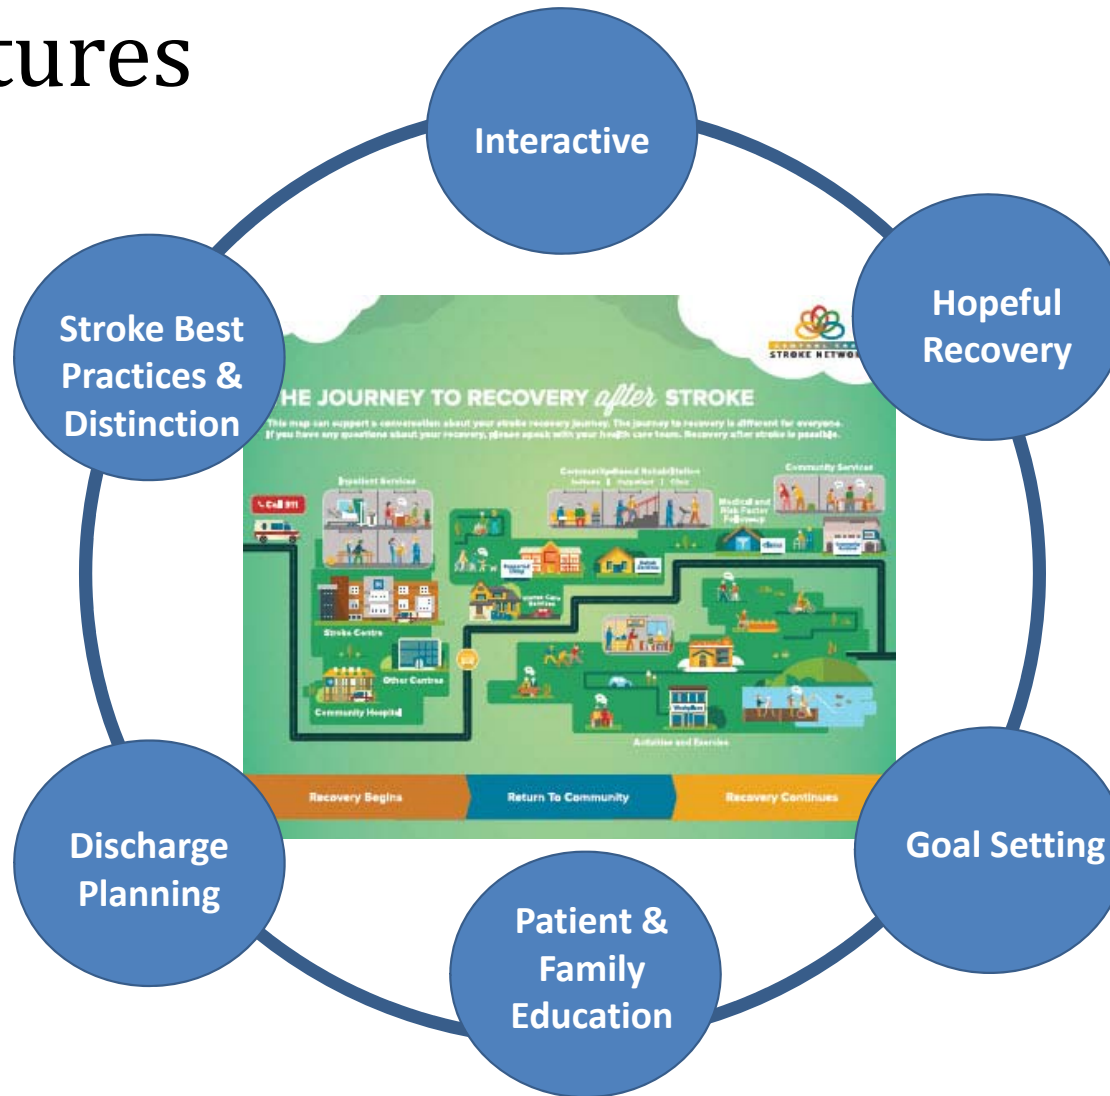 tures
Interactive
Hopeful
Recovery
Stroke Best
Practices &
Distinction
STROKE NETWO
HE JOURNEY TO RECOVERY after STROKE
This map can support a conversation about your stroke recovery journey. The journey to recovery is different for everyone.
If you have any questions about your recovery, please speak with your health care team. Recovery after stroke is possible.
Call 911
Inpatient Services
Community-Based Rehabilitation
Community Services
Medical and
Risk Factor
Stroke Centre
Other Centres
Community Hospital
Activities and Exercise
Recovery Begins
Return To Community
Recovery Continues
Goal Setting
Discharge
Planning
Patient &
Family
Education